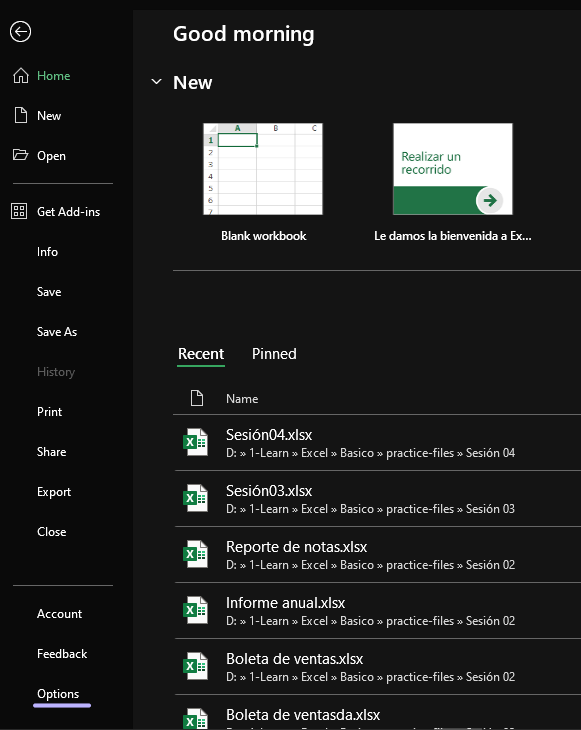 Good morning
Home
New
Open
Get Add-ins
Info
Save
Save As
History
Print
Share
Export
Close
Account
Feedback
Options
New
A B C
1
2
3
4
5
6
7
Blank workbook
Realizar un
recorrido
Le damos la bienvenida a Ex...
Recent Pinned
Name
Sesión04.xlsx
D: » 1-Learn » Excel » Basico » practice-files » Sesión 04
Sesión03.xlsx
D: » 1-Learn » Excel » Basico » practice-files » Sesión 03
Reporte de notas.xlsx
D: » 1-Learn » Excel » Basico » practice-files » Sesión 02
Informe anual.xlsx
D: » 1-Learn » Excel » Basico » practice-files » Sesión 02
Boleta de ventas.xlsx
D: » 1-Learn » Excel » Basico » practice-files » Sesión 02
Boleta de ventasda.xlsx